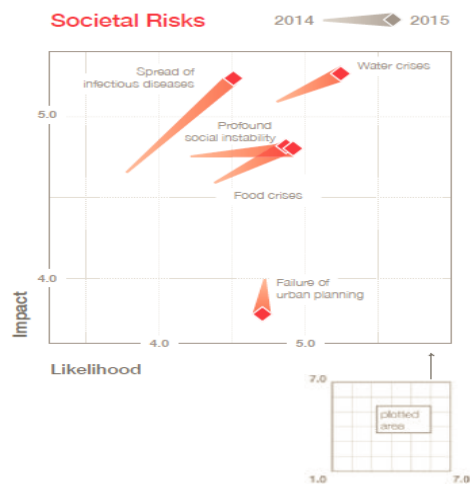 Societal Risks
2014
2015
Spread of
infectious diseases
Water crises
5.0
Profound
social instability
Food crises
4.0
Failure of
urban planning
Impact
4.0
5.0
Likelihood
7.0
plotted
area
1.0
7.0